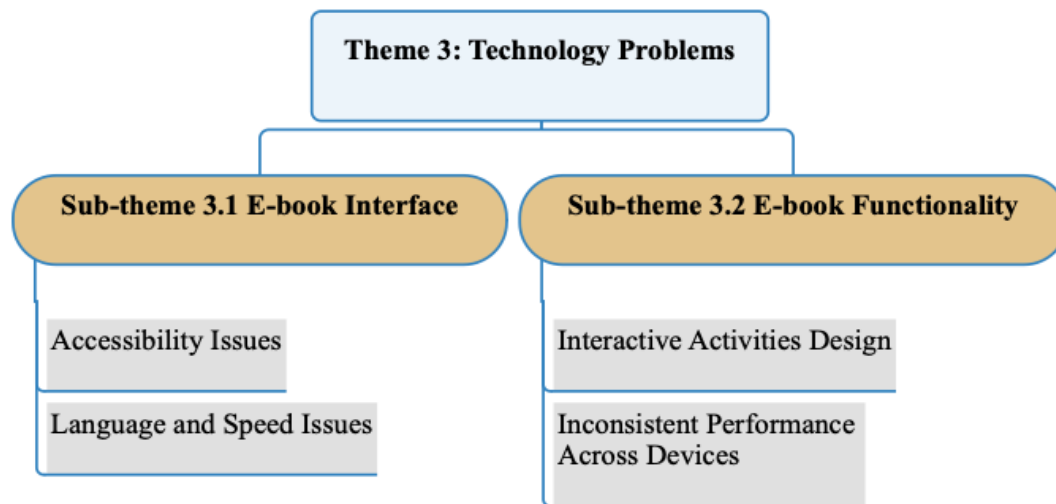 Theme 3: Technology Problems
Sub-theme 3.1 E-book Interface
Accessibility Issues
Language and Speed Issues
Sub-theme 3.2 E-book Functionality
Interactive Activities Design
Inconsistent Performance
Across Devices